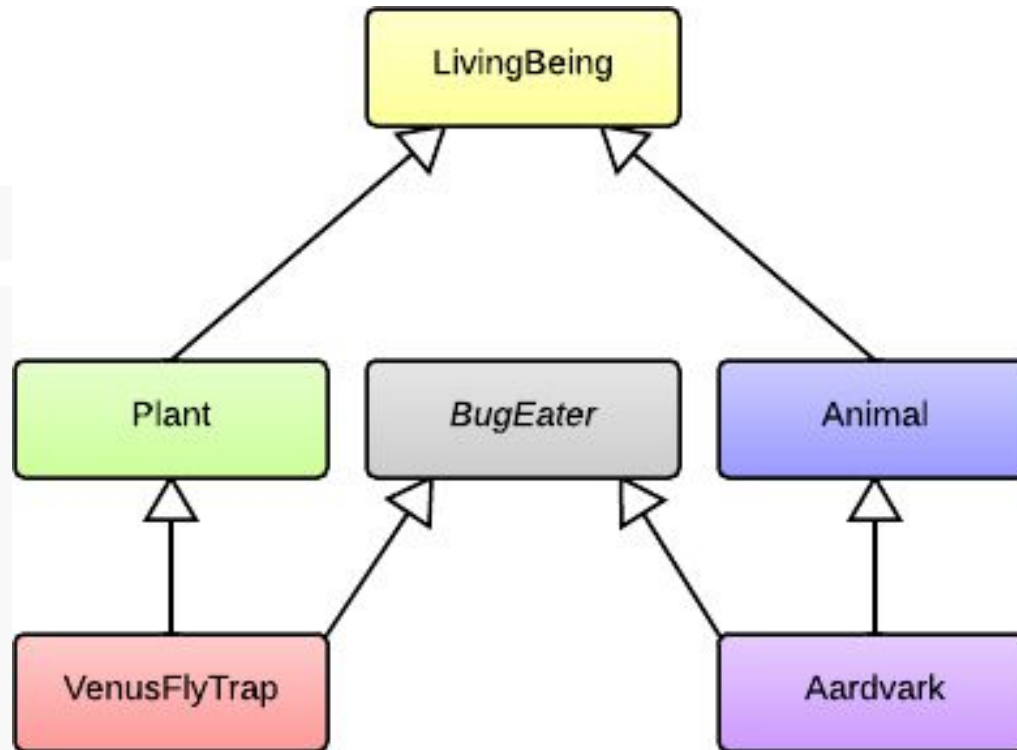 LivingBeing
Plant
BugEater
Animal
VenusFlyTrap
Aardvark